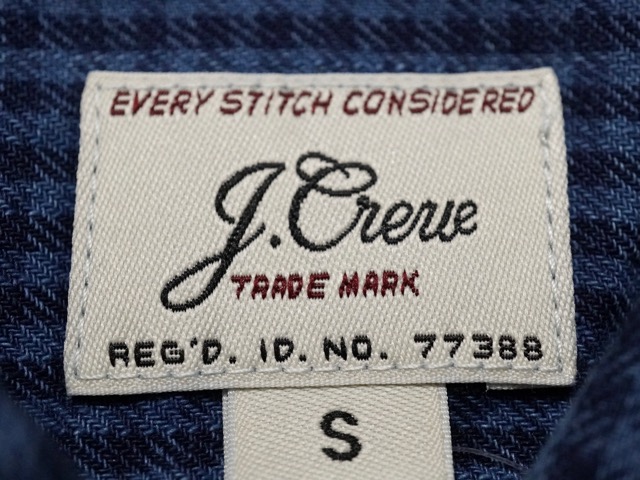 EVERY STITCH CONSIDERED
J.Crew
TRADE MARK
REG'D. ID. NO. 77388
S